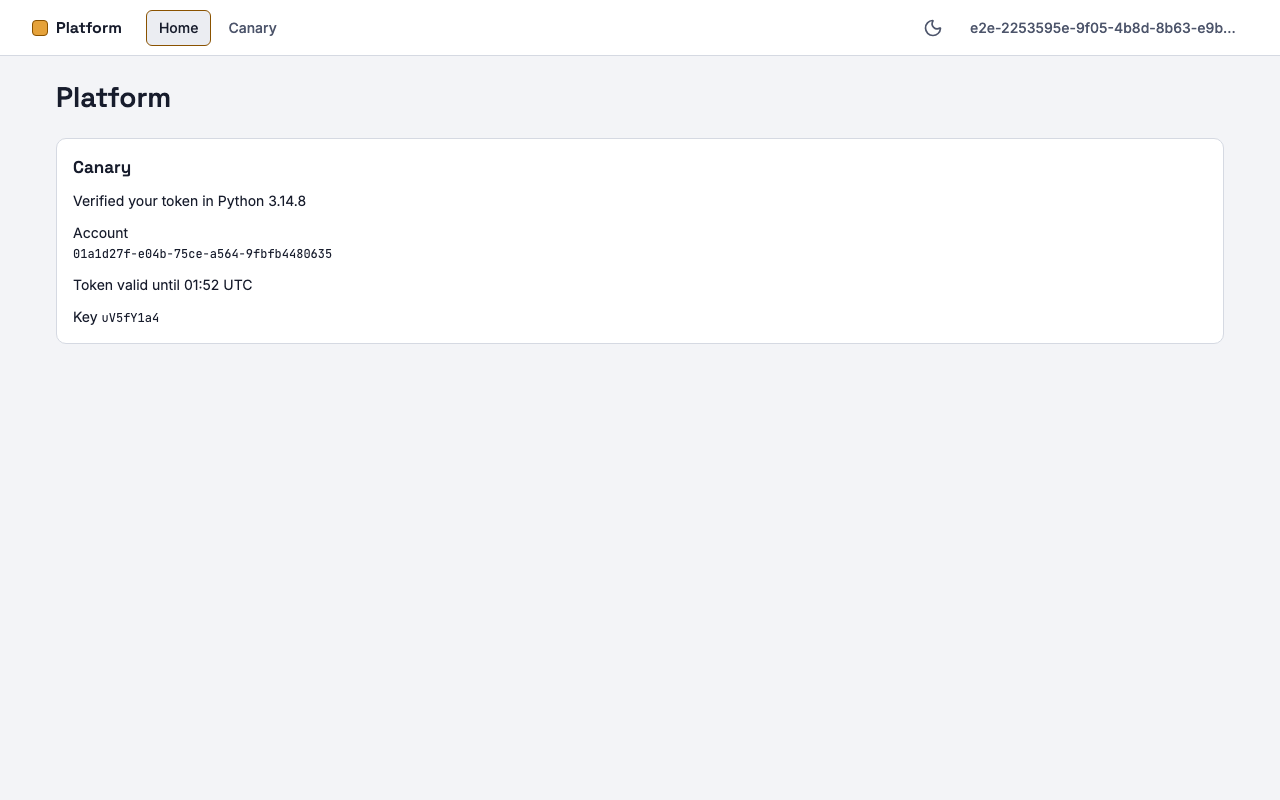 Platform
Home
Canary
e2e-2253595e-9f05-4b8d-8b63-e9b...
Platform
Canary
Verified your token in Python 3.14.8
Account
01a1d27f-e04b-75ce-a564-9fbfb4480635
Token valid until 01:52 UTC
Key uV5fY1a4